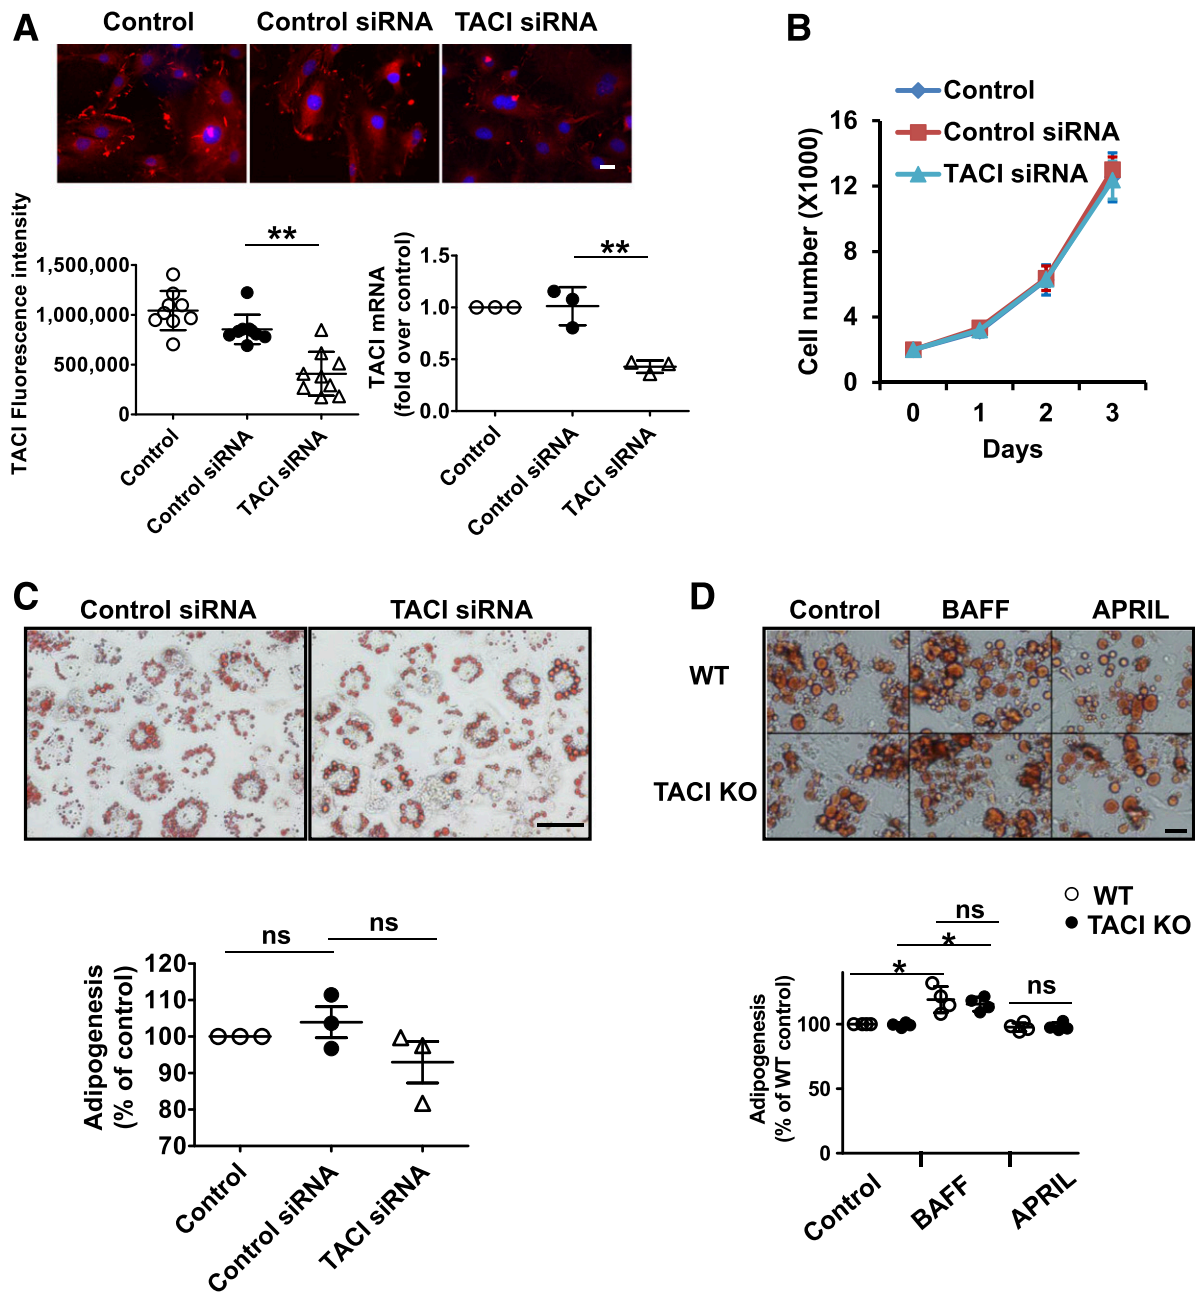 A
Control Control siRNA TACI siRNA
TACI Fluorescence intensity
**
1,500,000
1,000,000
500,000
0
Control
Control siRNA
TACI siRNA
TACI mRNA
(fold over control)
**
1.5
1.0
0.5
0.0
Control
Control siRNA
TACI siRNA
B
Control
Control siRNA
TACI siRNA
Cell number (X1000)
16
12
8
4
0
0 1 2 3
Days
C
Control siRNA TACI siRNA
ns
ns
Adipogenesis
(% of control)
120
110
100
90
80
70
Control
Control siRNA
TACI siRNA
D
Control BAFF APRIL
WT
TACI KO
WT
TACI KO
ns
*
*
ns
Adipogenesis
(% of WT control)
100
50
0
Control
BAFF
APRIL